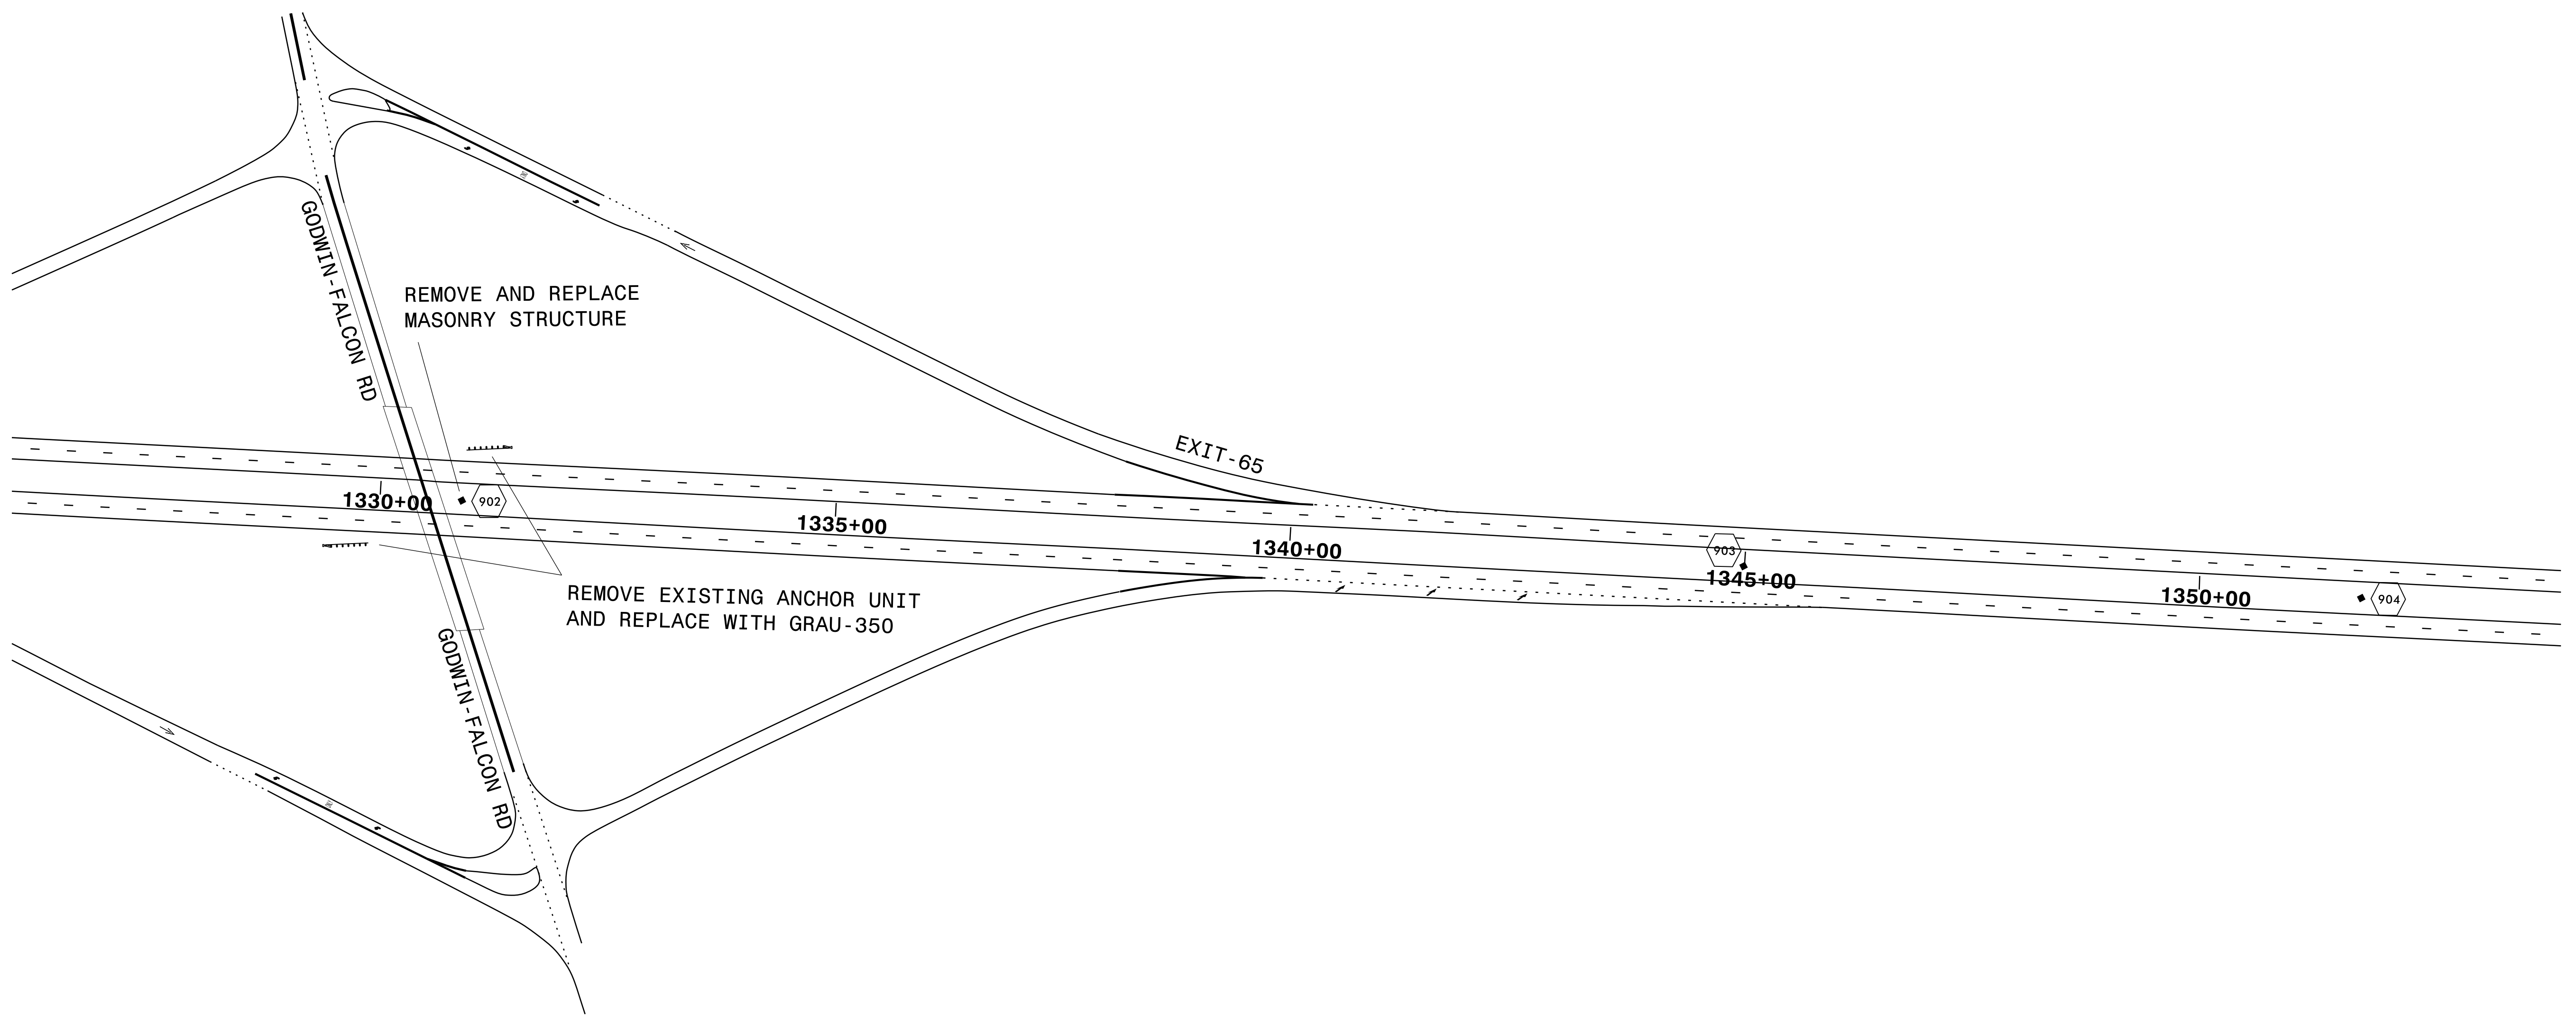 GODWIN-FALCON RD
REMOVE AND REPLACE
MASONRY STRUCTURE
EXIT-65
1330+00
902
1335+00
1340+00
903
1345+00
1350+00
904
REMOVE EXISTING ANCHOR UNIT
AND REPLACE WITH GRAU-350
GODWIN-FALCON RD